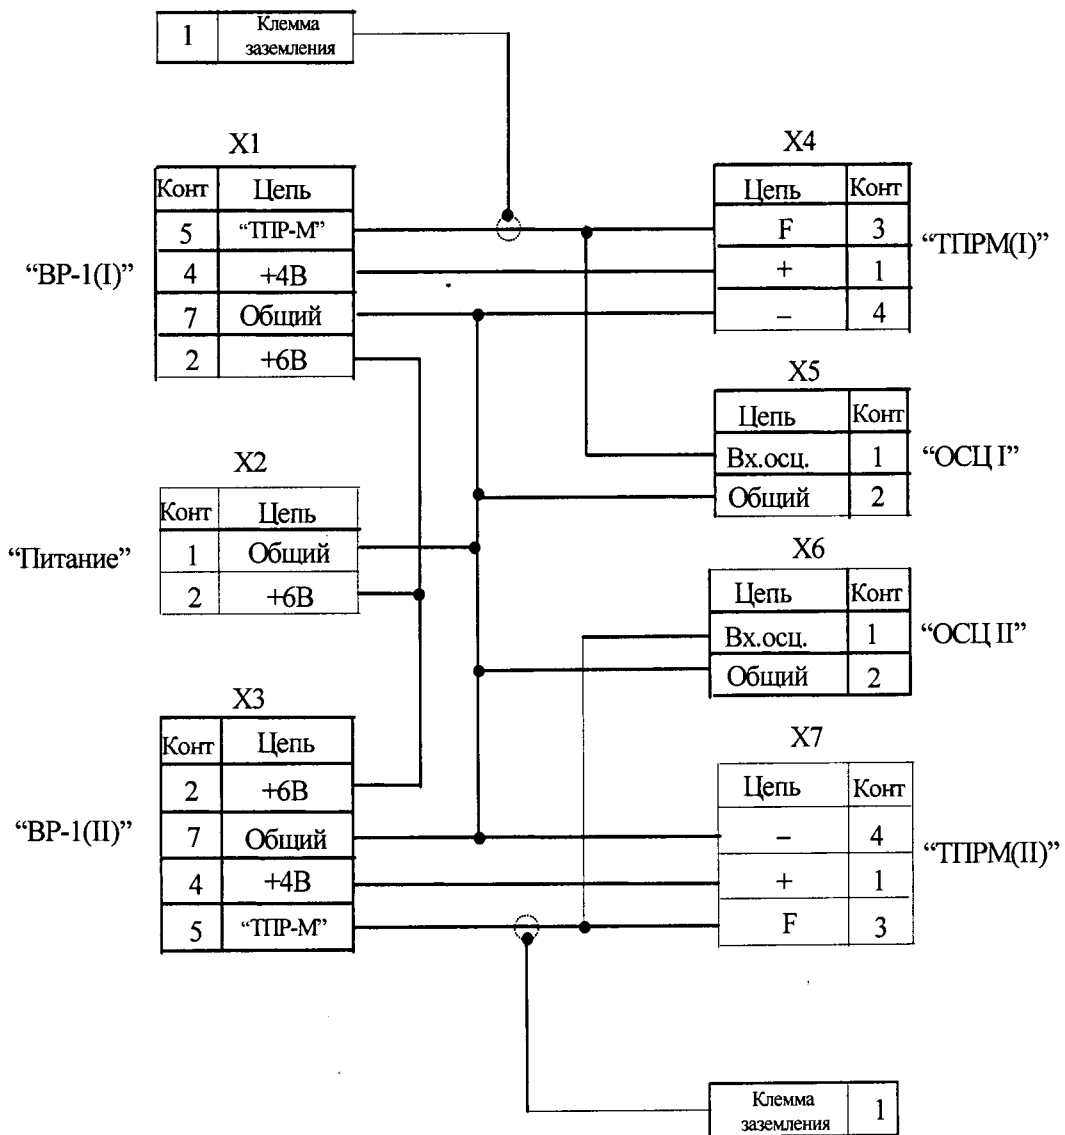 1 Клемма заземления
X1
Конт Цепь
5 “ТПР-М”
4 +4В
7 Общий
2 +6В
“ВР-1(I)”
X4
Цепь Конт
F 3
+ 1
– 4
“ТПРМ(I)”
X5
Цепь Конт
Вх.осц. 1
Общий 2
“ОСЦ I”
X2
Конт Цепь
1 Общий
2 +6В
“Питание”
X6
Цепь Конт
Вх.осц. 1
Общий 2
“ОСЦ II”
X3
Конт Цепь
2 +6В
7 Общий
4 +4В
5 “ТПР-М”
“ВР-1(II)”
X7
Цепь Конт
– 4
+ 1
F 3
“ТПРМ(II)”
Клемма заземления 1